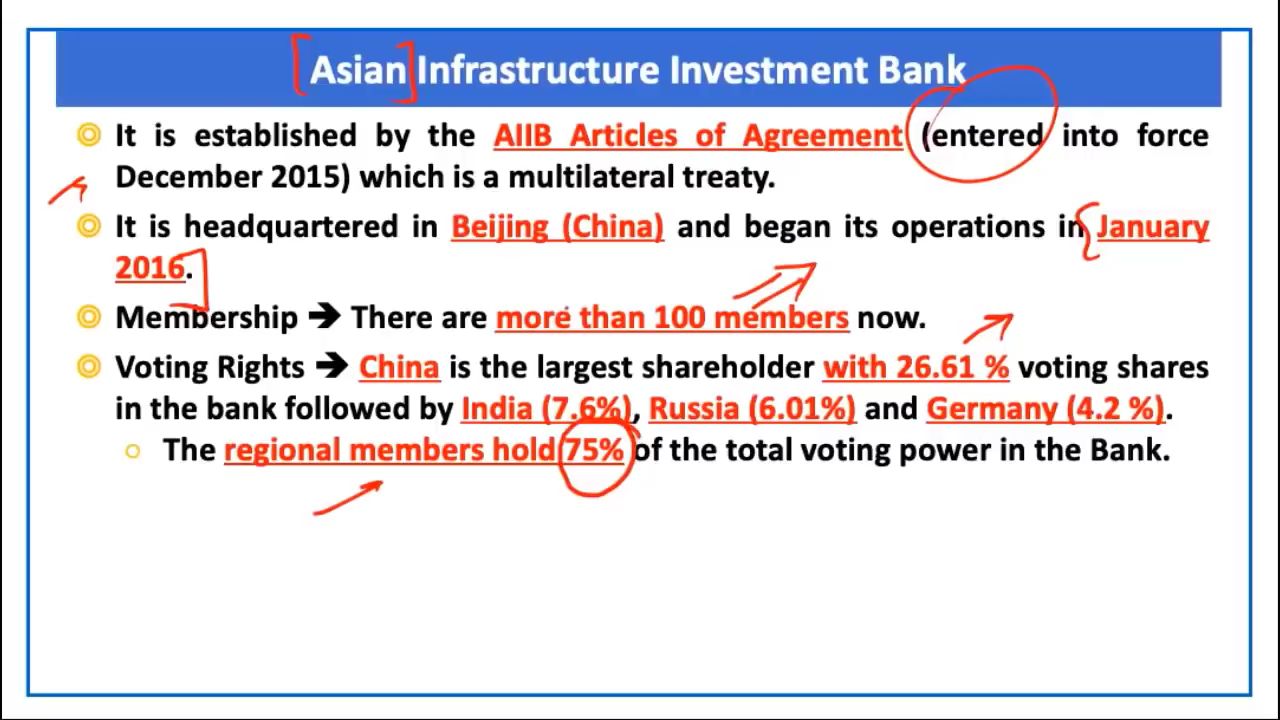 Asian Infrastructure Investment Bank
It is established by the AIIB Articles of Agreement (entered into force
December 2015) which is a multilateral treaty.
It is headquartered in Beijing (China) and began its operations in January
2016.
Membership ➔ There are more than 100 members now.
Voting Rights ➔ China is the largest shareholder with 26.61 % voting shares
in the bank followed by India (7.6%), Russia (6.01%) and Germany (4.2 %).
The regional members hold 75% of the total voting power in the Bank.